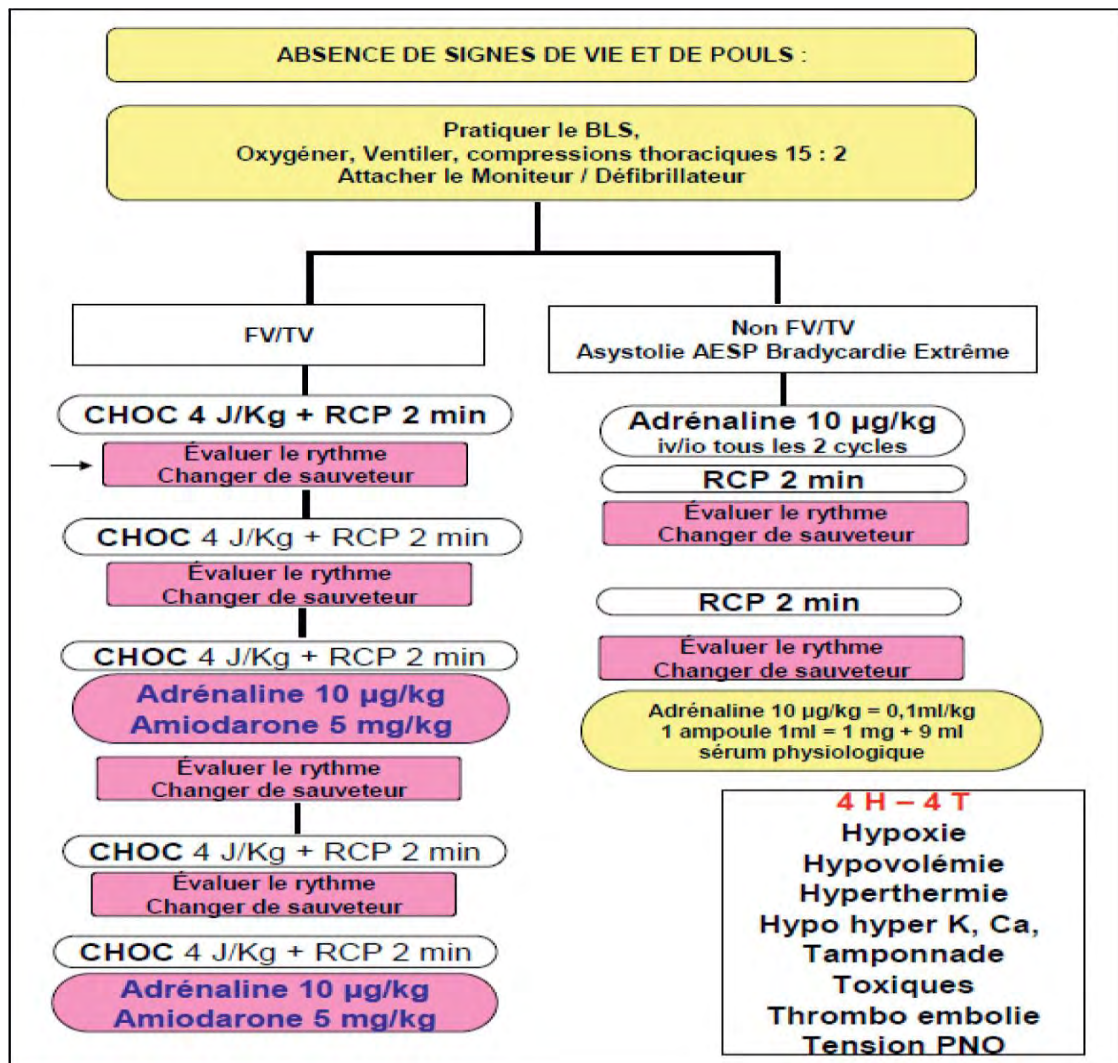 ABSENCE DE SIGNES DE VIE ET DE POULS :
Pratiquer le BLS,
Oxygéner, Ventiler, compressions thoraciques 15 : 2
Attacher le Moniteur / Défibrillateur
FV/TV
CHOC 4 J/Kg + RCP 2 min
Évaluer le rythme
Changer de sauveteur
CHOC 4 J/Kg + RCP 2 min
Évaluer le rythme
Changer de sauveteur
CHOC 4 J/Kg + RCP 2 min
Adrénaline 10 µg/kg
Amiodarone 5 mg/kg
Évaluer le rythme
Changer de sauveteur
CHOC 4 J/Kg + RCP 2 min
Évaluer le rythme
Changer de sauveteur
CHOC 4 J/Kg + RCP 2 min
Adrénaline 10 µg/kg
Amiodarone 5 mg/kg
Non FV/TV
Asystolie AESP Bradycardie Extrême
Adrénaline 10 µg/kg
iv/io tous les 2 cycles
RCP 2 min
Évaluer le rythme
Changer de sauveteur
RCP 2 min
Évaluer le rythme
Changer de sauveteur
Adrénaline 10 µg/kg = 0,1ml/kg
1 ampoule 1ml = 1 mg + 9 ml
sérum physiologique
4 H – 4 T
Hypoxie
Hypovolémie
Hyperthermie
Hypo hyper K, Ca,
Tamponnade
Toxiques
Thrombo embolie
Tension PNO